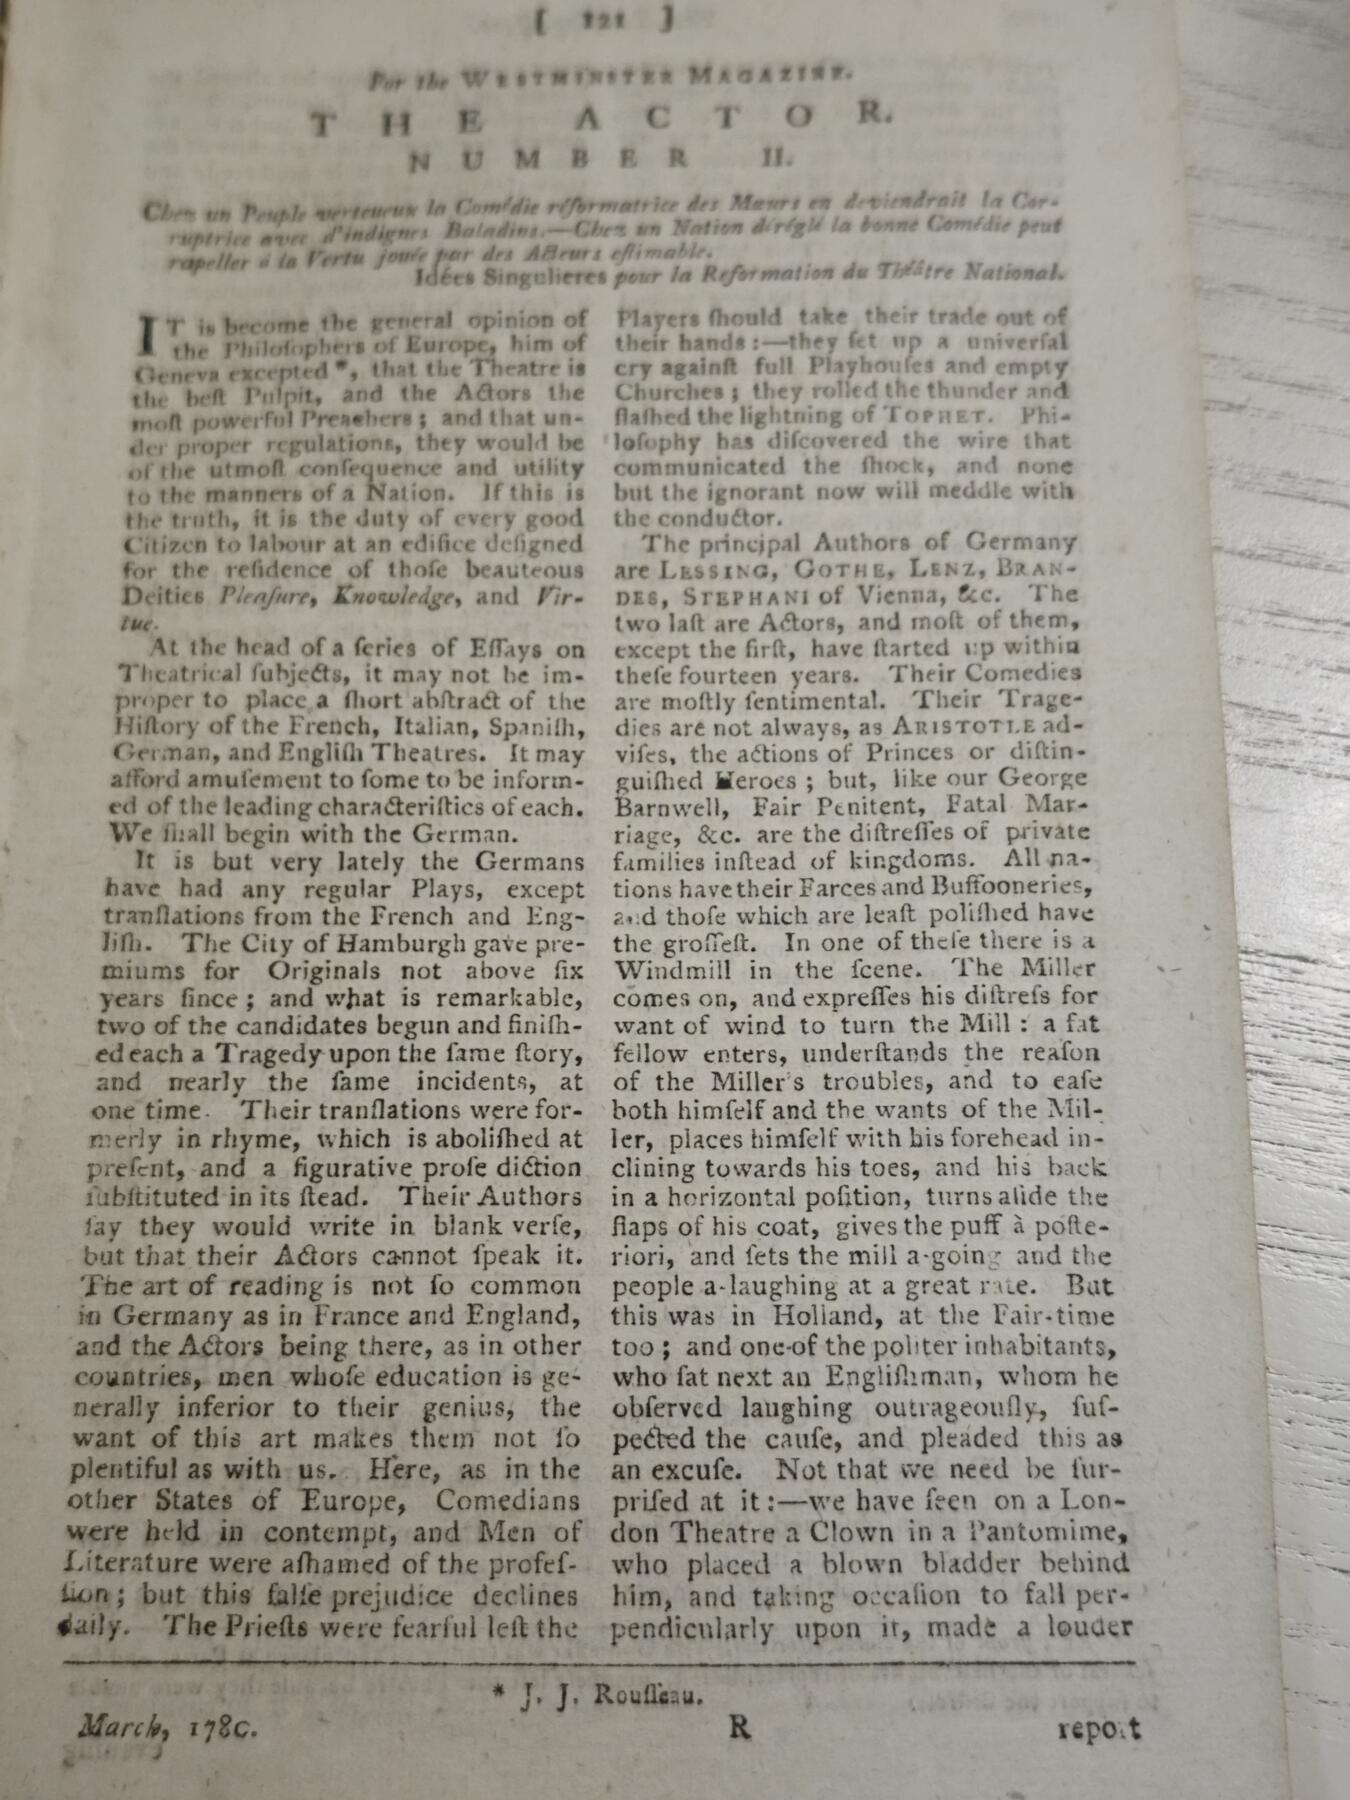 [ 121 ]
For the WESTMINSTER MAGAZINE.
THE ACTOR.
NUMBER II.
Chez un Peuple verteueux la Comédie réformatrice des Mœurs en deviendrait la Cor-
ruptrice avec d'indignes Baladins.—Chez un Nation déréglé la bonne Comédie peut
rapeller à la Vertu jouée par des Acteurs eſtimable.
Idées Singulieres pour la Reformation du Théâtre National.
IT is become the general opinion of
the Philoſophers of Europe, him of
Geneva excepted *, that the Theatre is
the beſt Pulpit, and the Actors the
moſt powerful Preachers; and that un-
der proper regulations, they would be
of the utmoſt conſequence and utility
to the manners of a Nation. If this is
the truth, it is the duty of every good
Citizen to labour at an edifice deſigned
for the reſidence of thoſe beauteous
Deities Pleaſure, Knowledge, and Vir-
tue.
At the head of a ſeries of Eſſays on
Theatrical ſubjects, it may not be im-
proper to place a ſhort abſtract of the
Hiſtory of the French, Italian, Spaniſh,
German, and Engliſh Theatres. It may
afford amuſement to ſome to be inform-
ed of the leading characteriſtics of each.
We ſhall begin with the German.
It is but very lately the Germans
have had any regular Plays, except
tranſlations from the French and Eng-
liſh. The City of Hamburgh gave pre-
miums for Originals not above ſix
years ſince; and what is remarkable,
two of the candidates begun and finiſh-
ed each a Tragedy upon the ſame ſtory,
and nearly the ſame incidents, at
one time. Their tranſlations were for-
merly in rhyme, which is aboliſhed at
preſent, and a figurative proſe diction
ſubſtituted in its ſtead. Their Authors
ſay they would write in blank verſe,
but that their Actors cannot ſpeak it.
The art of reading is not ſo common
in Germany as in France and England,
and the Actors being there, as in other
countries, men whoſe education is ge-
nerally inferior to their genius, the
want of this art makes them not ſo
plentiful as with us. Here, as in the
other States of Europe, Comedians
were held in contempt, and Men of
Literature were aſhamed of the profeſ-
ſion; but this falſe prejudice declines
daily. The Prieſts were fearful leſt the
Players ſhould take their trade out of
their hands:—they ſet up a univerſal
cry againſt full Playhouſes and empty
Churches; they rolled the thunder and
flaſhed the lightning of TOPHET. Phi-
loſophy has diſcovered the wire that
communicated the ſhock, and none
but the ignorant now will meddle with
the conductor.
The principal Authors of Germany
are LESSING, GOTHE, LENZ, BRAN-
DES, STEPHANI of Vienna, &c. The
two laſt are Actors, and moſt of them,
except the firſt, have ſtarted up within
theſe fourteen years. Their Comedies
are moſtly ſentimental. Their Trage-
dies are not always, as ARISTOTLE ad-
viſes, the actions of Princes or diſtin-
guiſhed Heroes; but, like our George
Barnwell, Fair Penitent, Fatal Mar-
riage, &c. are the diſtreſſes of private
families inſtead of kingdoms. All na-
tions have their Farces and Buffooneries,
and thoſe which are leaſt poliſhed have
the groſſeſt. In one of theſe there is a
Windmill in the ſcene. The Miller
comes on, and expreſſes his diſtreſs for
want of wind to turn the Mill: a fat
fellow enters, underſtands the reaſon
of the Miller's troubles, and to eaſe
both himſelf and the wants of the Mil-
ler, places himſelf with his forehead in-
clining towards his toes, and his back
in a horizontal poſition, turns aſide the
flaps of his coat, gives the puff à poſte-
riori, and ſets the mill a-going and the
people a-laughing at a great rate. But
this was in Holland, at the Fair-time
too; and one of the politer inhabitants,
who ſat next an Engliſhman, whom he
obſerved laughing outrageouſly, ſuſ-
pected the cauſe, and pleaded this as
an excuſe. Not that we need be ſur-
priſed at it:—we have ſeen on a Lon-
don Theatre a Clown in a Pantomime,
who placed a blown bladder behind
him, and taking occaſion to fall per-
pendicularly upon it, made a louder
* J. J. Rouſſeau.
March, 1780. R report